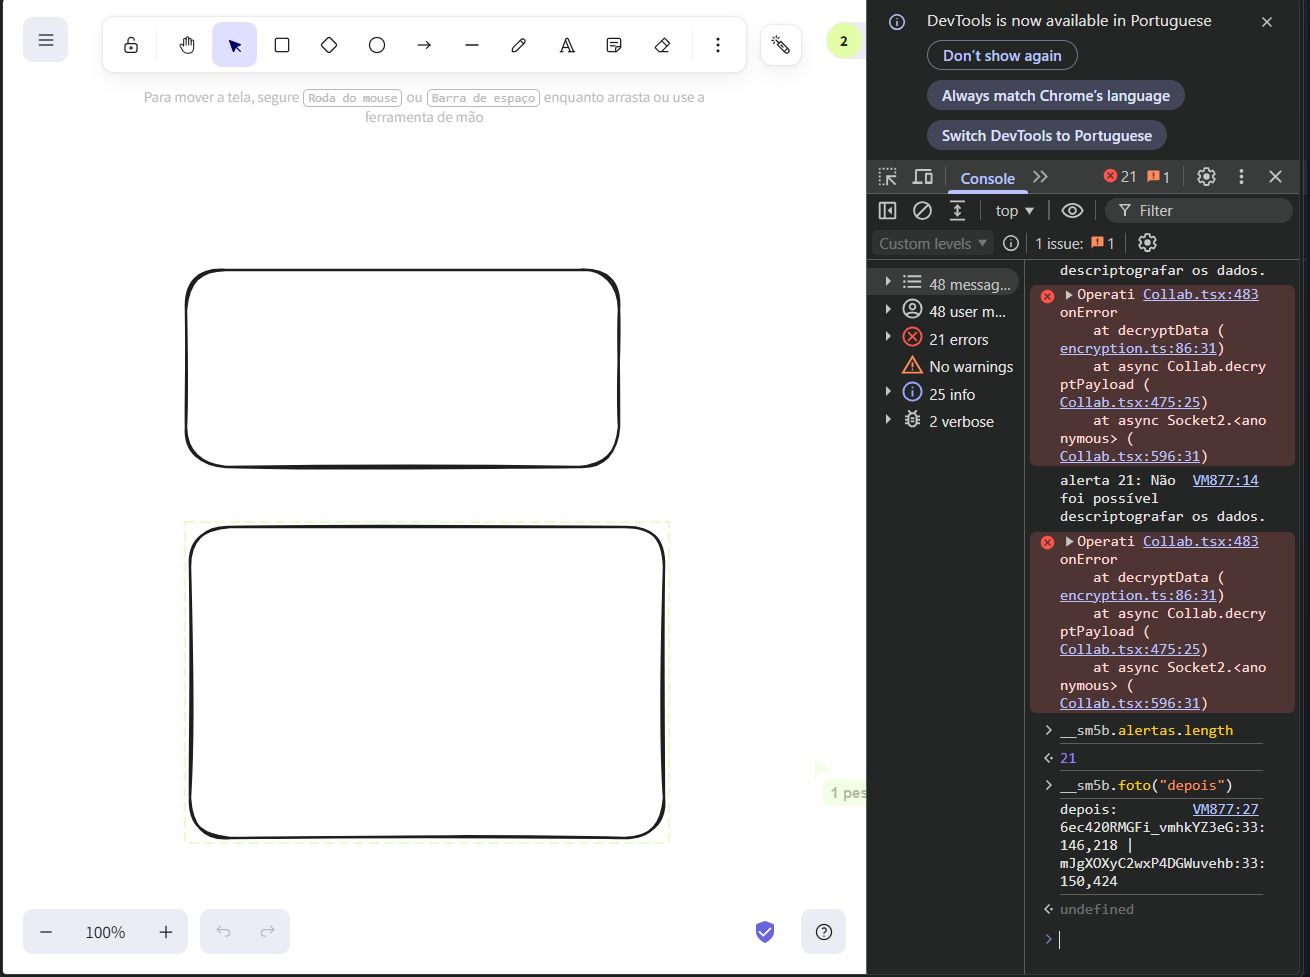 2
Para mover a tela, segure Roda do mouse ou Barra de espaço enquanto arrasta ou use a
ferramenta de mão
1 pes
100%
DevTools is now available in Portuguese
Don't show again
Always match Chrome's language
Switch DevTools to Portuguese
Console
21
1
top
Filter
Custom levels
1 issue:
1
48 messag...
48 user m...
21 errors
No warnings
25 info
2 verbose
descriptografar os dados.
Operati Collab.tsx:483
onError
at decryptData (
encryption.ts:86:31)
at async Collab.decry
ptPayload (
Collab.tsx:475:25)
at async Socket2.<ano
nymous> (
Collab.tsx:596:31)
alerta 21: Não VM877:14
foi possível
descriptografar os dados.
Operati Collab.tsx:483
onError
at decryptData (
encryption.ts:86:31)
at async Collab.decry
ptPayload (
Collab.tsx:475:25)
at async Socket2.<ano
nymous> (
Collab.tsx:596:31)
__sm5b.alertas.length
21
__sm5b.foto("depois")
depois: VM877:27
6ec420RMGFi_vmhkYZ3eG:33:
146,218 |
mJgXOXyC2wxP4DGWuvehb:33:
150,424
undefined